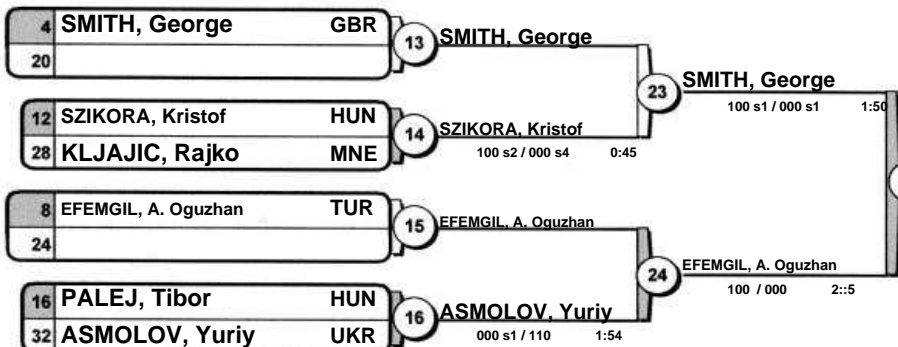 4 SMITH, George GBR
20
13 SMITH, George
12 SZIKORA, Kristof HUN
28 KLJAJIC, Rajko MNE
14 SZIKORA, Kristof
100 s2 / 000 s4 0:45
23 SMITH, George
100 s1 / 000 s1 1:50
8 EFEMGIL, A. Oguzhan TUR
24
15 EFEMGIL, A. Oguzhan
16 PALEJ, Tibor HUN
32 ASMOLOV, Yuriy UKR
16 ASMOLOV, Yuriy
000 s1 / 110 1:54
24 EFEMGIL, A. Oguzhan
100 / 000 2::5